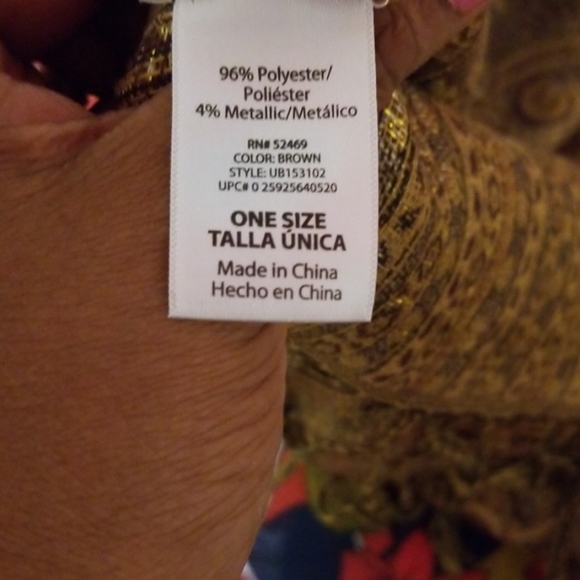 96% Polyester/
Poliéster
4% Metallic/Metálico
RN# 52469
COLOR: BROWN
STYLE: UB153102
UPC# 0 25925640520
ONE SIZE
TALLA ÚNICA
Made in China
Hecho en China